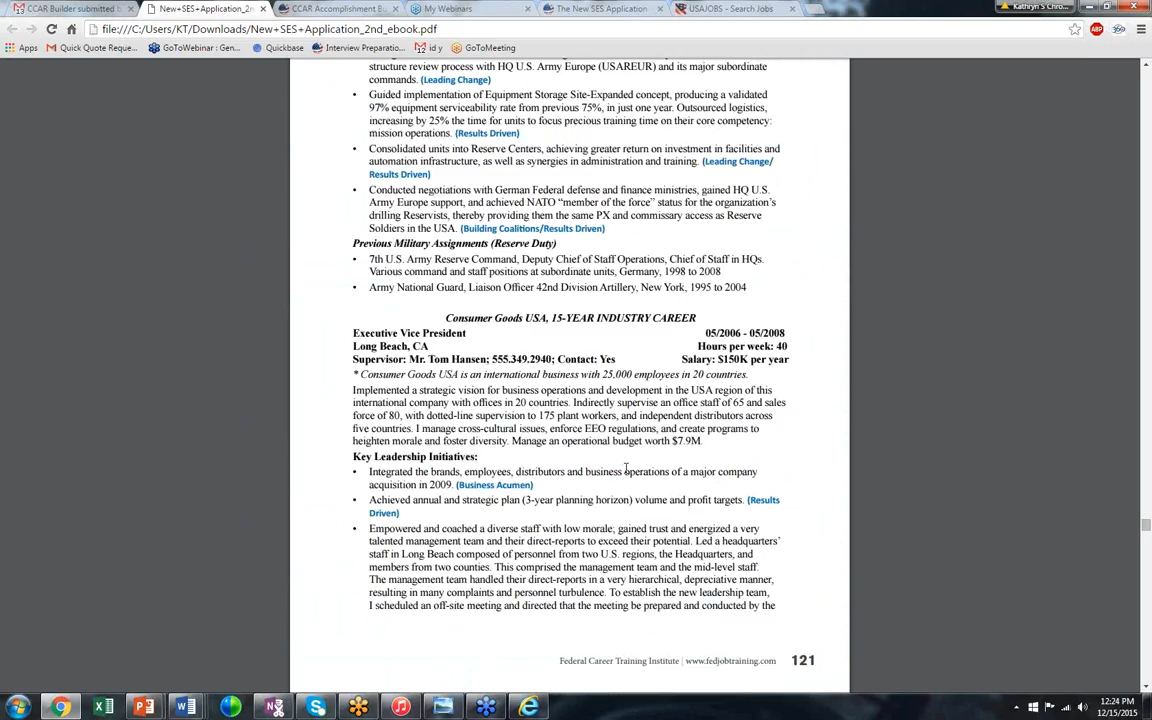 CCAR Builder submitted b
New+SES+Application_2n
CCAR Accomplishment Bu
My Webinars
The New SES Application
USAJOBS - Search Jobs
Kathryn S Chro...
file:///C:/Users/KT/Downloads/New+SES+Application_2nd_ebook.pdf
Apps
Quick Quote Reque...
GoToWebinar : Gen...
Quickbase
Interview Preparatio...
12 id y
GoToMeeting
structure review process with HQ U.S. Army Europe (USAREUR) and its major subordinate
commands. (Leading Change)
• Guided implementation of Equipment Storage Site-Expanded concept, producing a validated
97% equipment serviceability rate from previous 75%, in just one year. Outsourced logistics,
increasing by 25% the time for units to focus precious training time on their core competency:
mission operations. (Results Driven)
• Consolidated units into Reserve Centers, achieving greater return on investment in facilities and
automation infrastructure, as well as synergies in administration and training. (Leading Change/
Results Driven)
• Conducted negotiations with German Federal defense and finance ministries, gained HQ U.S.
Army Europe support, and achieved NATO “member of the force” status for the organization’s
drilling Reservists, thereby providing them the same PX and commissary access as Reserve
Soldiers in the USA. (Building Coalitions/Results Driven)
Previous Military Assignments (Reserve Duty)
• 7th U.S. Army Reserve Command, Deputy Chief of Staff Operations, Chief of Staff in HQs.
Various command and staff positions at subordinate units, Germany, 1998 to 2008
• Army National Guard, Liaison Officer 42nd Division Artillery, New York, 1995 to 2004
Consumer Goods USA, 15-YEAR INDUSTRY CAREER
Executive Vice President 05/2006 - 05/2008
Long Beach, CA Hours per week: 40
Supervisor: Mr. Tom Hansen; 555.349.2940; Contact: Yes Salary: $150K per year
* Consumer Goods USA is an international business with 25,000 employees in 20 countries.
Implemented a strategic vision for business operations and development in the USA region of this
international company with offices in 20 countries. Indirectly supervise an office staff of 65 and sales
force of 80, with dotted-line supervision to 175 plant workers, and independent distributors across
five countries. I manage cross-cultural issues, enforce EEO regulations, and create programs to
heighten morale and foster diversity. Manage an operational budget worth $7.9M.
Key Leadership Initiatives:
• Integrated the brands, employees, distributors and business operations of a major company
acquisition in 2009. (Business Acumen)
• Achieved annual and strategic plan (3-year planning horizon) volume and profit targets. (Results
Driven)
• Empowered and coached a diverse staff with low morale; gained trust and energized a very
talented management team and their direct-reports to exceed their potential. Led a headquarters’
staff in Long Beach composed of personnel from two U.S. regions, the Headquarters, and
members from two counties. This comprised the management team and the mid-level staff.
The management team handled their direct-reports in a very hierarchical, depreciative manner,
resulting in many complaints and personnel turbulence. To establish the new leadership team,
I scheduled an off-site meeting and directed that the meeting be prepared and conducted by the
Federal Career Training Institute | www.fedjobtraining.com 121
12:24 PM
12/15/2015